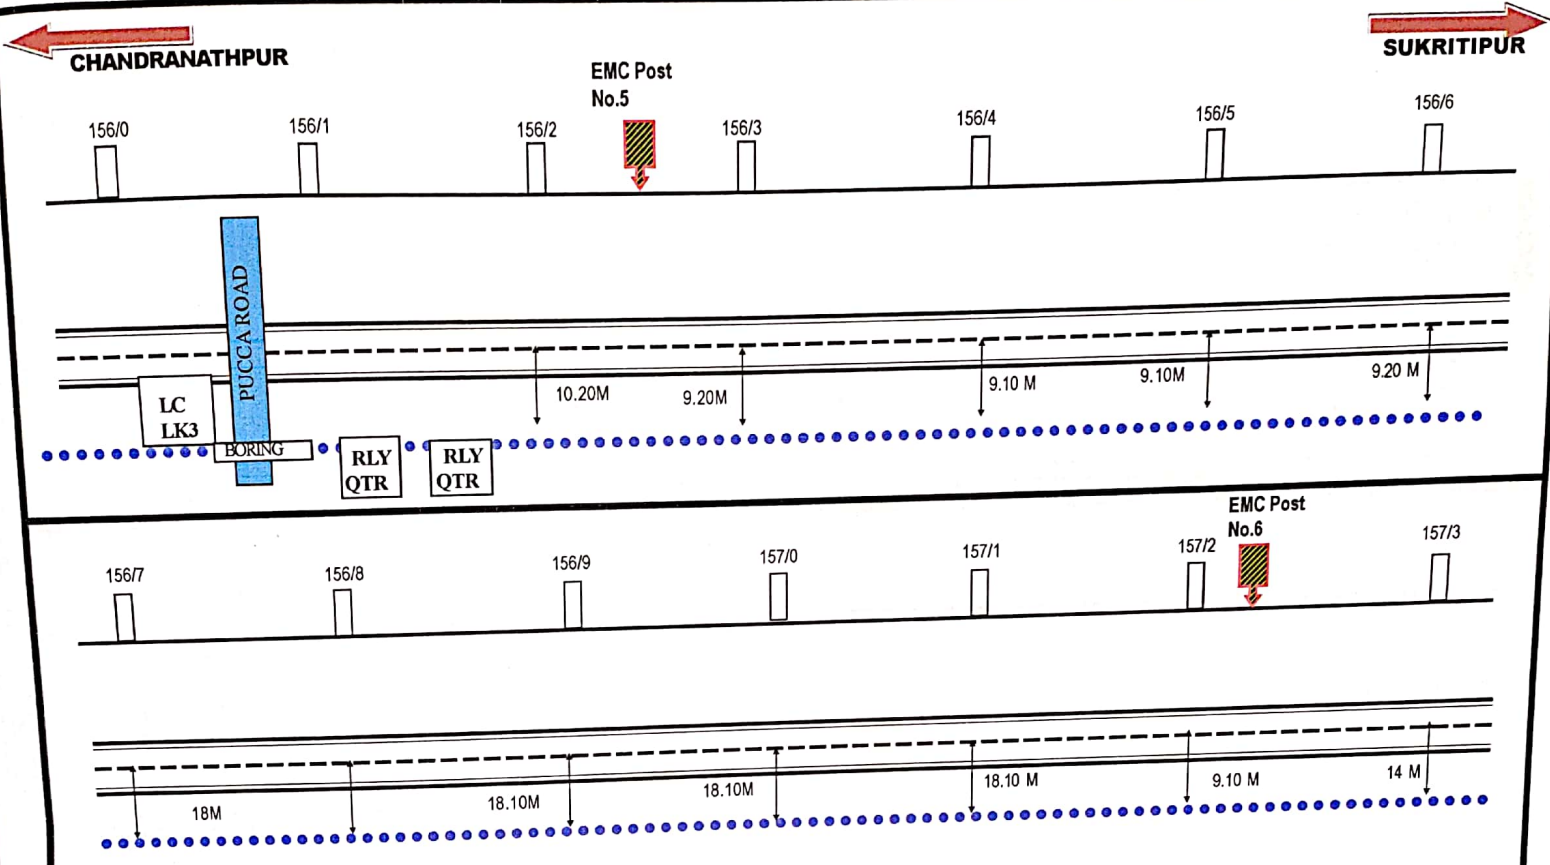 CHANDRANATHPUR
SUKRITIPUR
EMC Post
No.5
156/0
156/1
156/2
156/3
156/4
156/5
156/6
PUCCA ROAD
LC
LK3
BORING
RLY
QTR
RLY
QTR
10.20M
9.20M
9.10 M
9.10M
9.20 M
EMC Post
No.6
156/7
156/8
156/9
157/0
157/1
157/2
157/3
18M
18.10M
18.10M
18.10 M
9.10 M
14 M